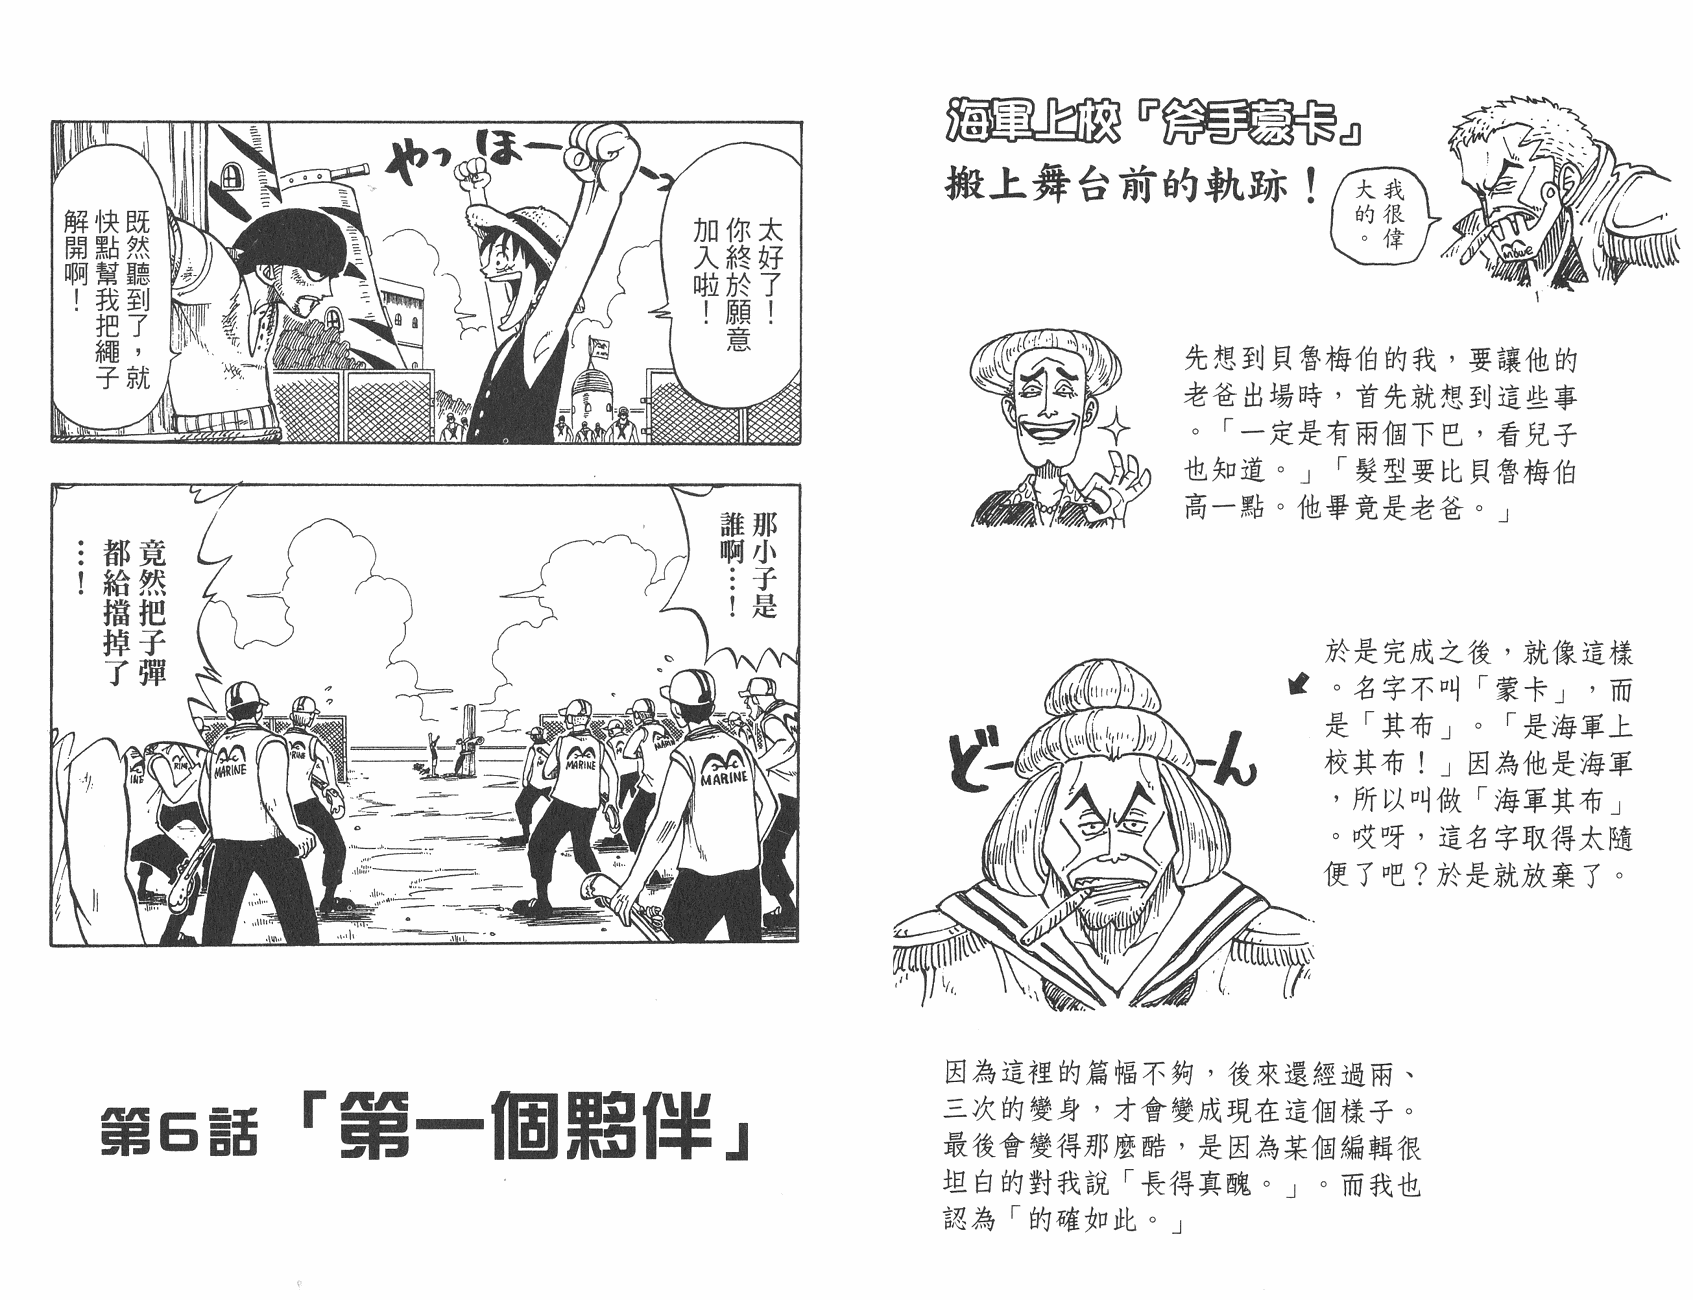 海軍上校「斧手蒙卡」
搬上舞台前的軌跡！
我很偉
大的。
先想到貝魯梅伯的我，要讓他的
老爸出場時，首先就想到這些事
。「一定是有兩個下巴，看兒子
也知道。」「髮型要比貝魯梅伯
高一點。他畢竟是老爸。」
於是完成之後，就像這樣
。名字不叫「蒙卡」，而
是「其布」。「是海軍上
校其布！」因為他是海軍
，所以叫做「海軍其布」
。哎呀，這名字取得太隨
便了吧？於是就放棄了。
どーーん
因為這裡的篇幅不夠，後來還經過兩、
三次的變身，才會變成現在這個樣子。
最後會變得那麼酷，是因為某個編輯很
坦白的對我說「長得真醜。」。而我也
認為「的確如此。」
太好了！
你終於願意
加入啦！
やっほーーっ
既然聽到了，就
快點幫我把繩子
解開啊！
那小子是
誰啊…！
竟然把子彈
都給擋掉了
…！
MARINE
MARINE
MARINE
MARINE
第6話「第一個夥伴」